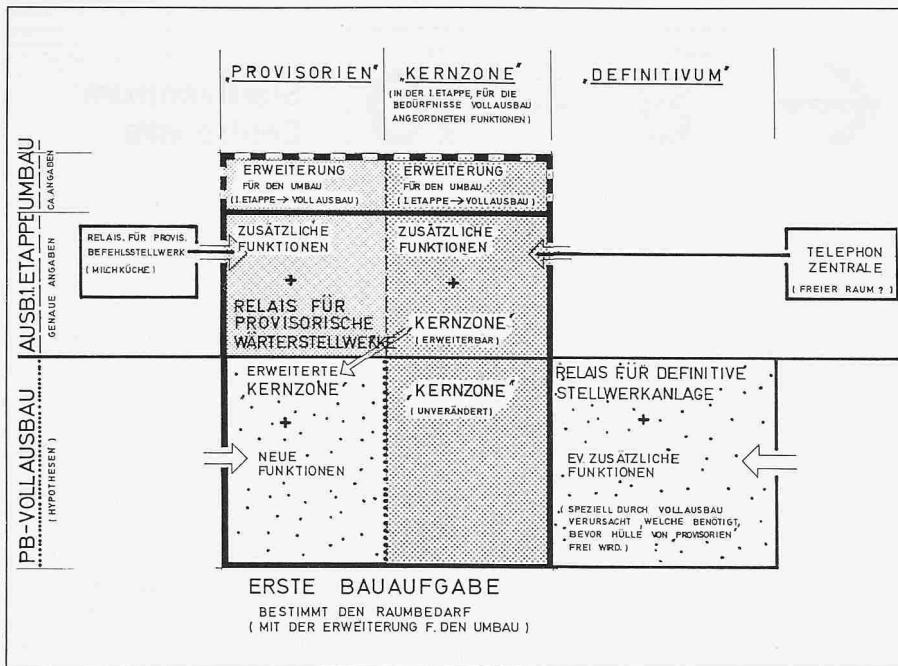 „PROVISORIEN"
„KERNZONE"
(IN DER 1.ETAPPE, FÜR DIE
BEDÜRFNISSE VOLLAUSBAU
ANGEORDNETEN FUNKTIONEN)
„DEFINITIVUM"
UMBAU
CA. ANGABEN
ERWEITERUNG
FÜR DEN UMBAU
(1.ETAPPE → VOLLAUSBAU)
ERWEITERUNG
FÜR DEN UMBAU
(1.ETAPPE → VOLLAUSBAU)
AUSB.1.ETAPPE
GENAUE ANGABEN
RELAIS. FÜR PROVIS.
BEFEHLSSTELLWERK
(MILCHKÜCHE)
ZUSÄTZLICHE
FUNKTIONEN
+
RELAIS FÜR
PROVISORISCHE
WÄRTERSTELLWERKE
ZUSÄTZLICHE
FUNKTIONEN
+
„KERNZONE"
(ERWEITERBAR)
TELEPHON
ZENTRALE
(FREIER RAUM?)
PB-VOLLAUSBAU
(HYPOTHESEN)
ERWEITERTE
„KERNZONE'
+
NEUE
FUNKTIONEN
„KERNZONE"
(UNVERÄNDERT)
RELAIS FÜR DEFINITIVE
STELLWERKANLAGE
+
EV. ZUSÄTZLICHE
FUNKTIONEN
(SPEZIELL DURCH VOLLAUSBAU
VERURSACHT, WELCHE BENÖTIGT,
BEVOR HÜLLE VON PROVISORIEN'
FREI WIRD.)
ERSTE BAUAUFGABE
BESTIMMT DEN RAUMBEDARF
(MIT DER ERWEITERUNG F. DEN UMBAU)